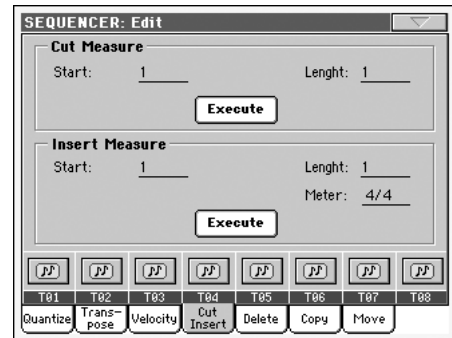 SEQUENCER: Edit
Cut Measure
Start: 1 Lenght: 1
Execute
Insert Measure
Start: 1 Lenght: 1
Meter: 4/4
Execute
T01 T02 T03 T04 T05 T06 T07 T08
Quantize Trans-pose Velocity Cut Insert Delete Copy Move